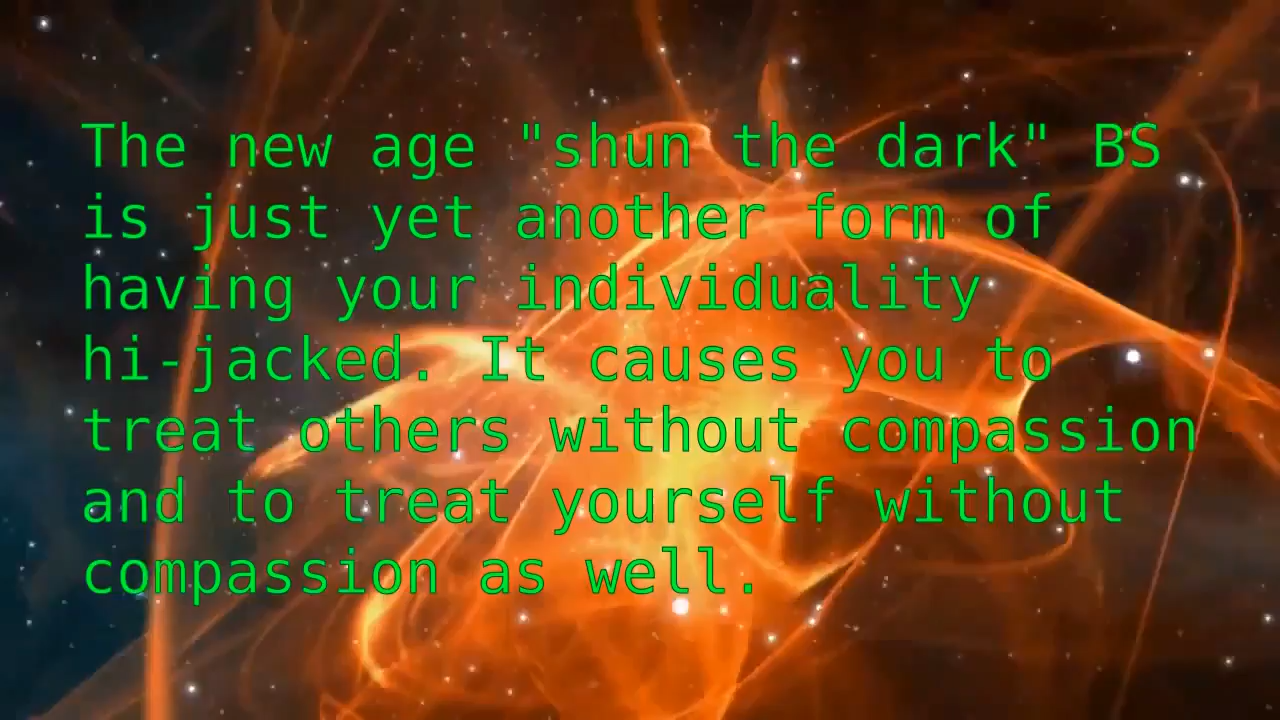 The new age "shun the dark" BS
is just yet another form of
having your individuality
hi-jacked. It causes you to
treat others without compassion
and to treat yourself without
compassion as well.